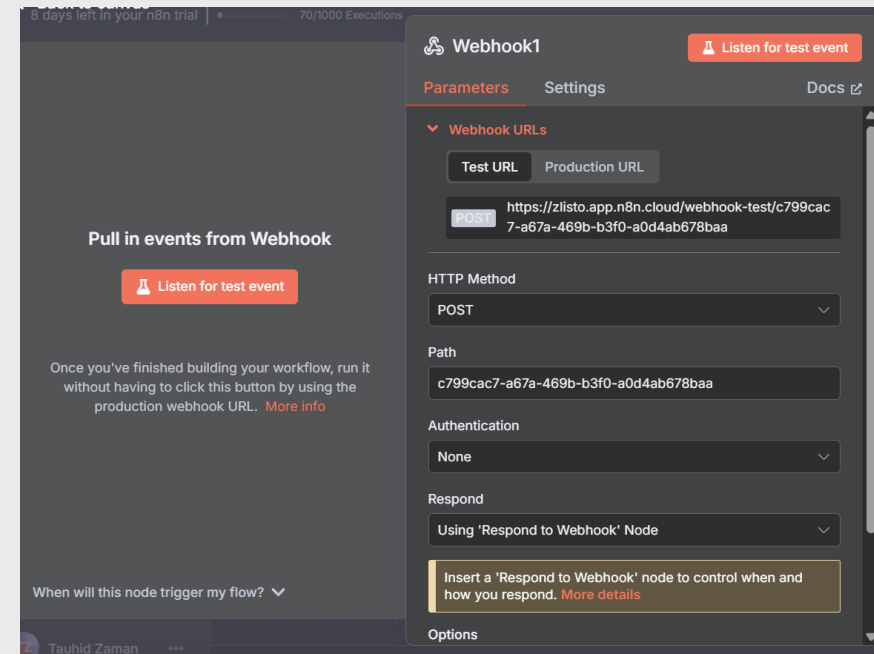 8 days left in your n8n trial
70/1000 Executions
Webhook1
Listen for test event
Parameters
Settings
Docs
Webhook URLs
Test URL
Production URL
POST
https://zlisto.app.n8n.cloud/webhook-test/c799cac
7-a67a-469b-b3f0-a0d4ab678baa
Pull in events from Webhook
Listen for test event
Once you've finished building your workflow, run it
without having to click this button by using the
production webhook URL. More info
When will this node trigger my flow?
HTTP Method
POST
Path
c799cac7-a67a-469b-b3f0-a0d4ab678baa
Authentication
None
Respond
Using 'Respond to Webhook' Node
Insert a 'Respond to Webhook' node to control when and
how you respond. More details
Options
Tauhid Zaman